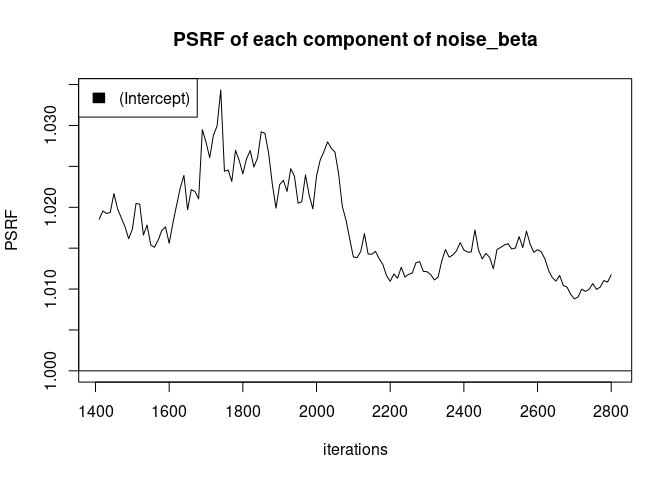 PSRF of each component of noise_beta
(Intercept)
PSRF
1.030
1.020
1.010
1.000
1400 1600 1800 2000 2200 2400 2600 2800
iterations